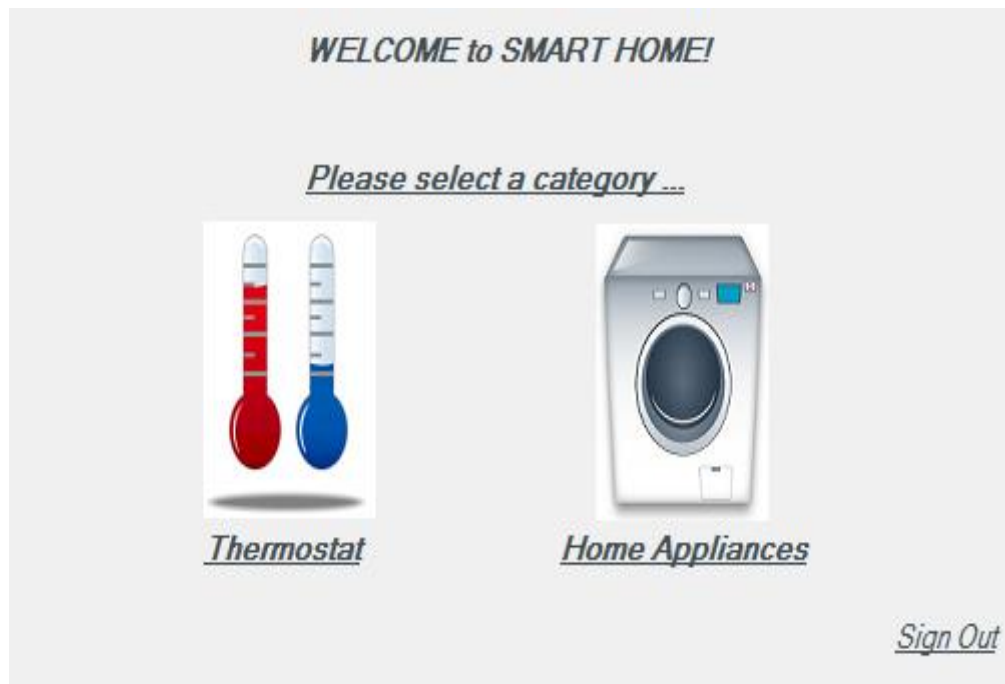 WELCOME to SMART HOME!
Please select a category ...
Thermostat
Home Appliances
Sign Out